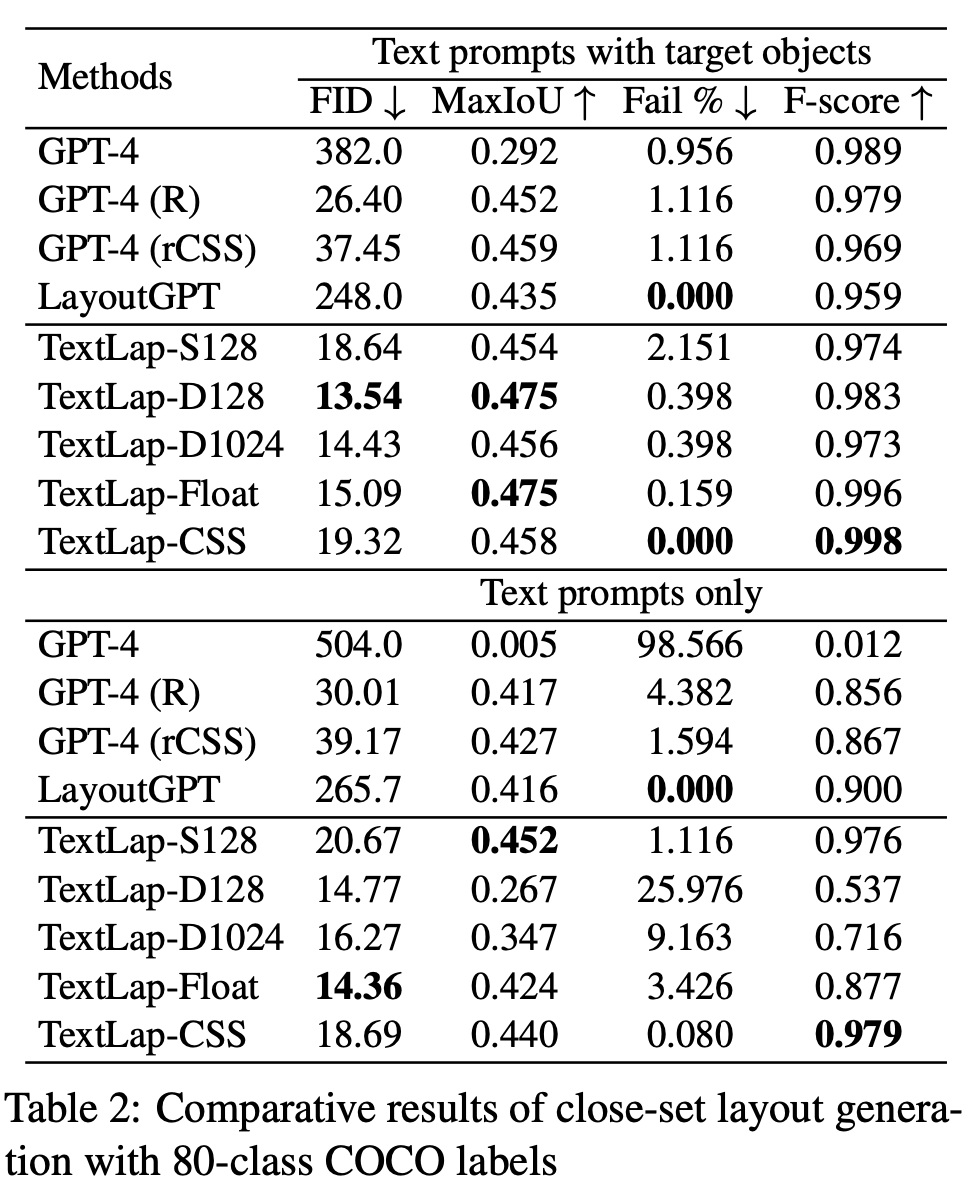 Methods Text prompts with target objects
FID ↓ MaxIoU ↑ Fail % ↓ F-score ↑
GPT-4 382.0 0.292 0.956 0.989
GPT-4 (R) 26.40 0.452 1.116 0.979
GPT-4 (rCSS) 37.45 0.459 1.116 0.969
LayoutGPT 248.0 0.435 0.000 0.959
TextLap-S128 18.64 0.454 2.151 0.974
TextLap-D128 13.54 0.475 0.398 0.983
TextLap-D1024 14.43 0.456 0.398 0.973
TextLap-Float 15.09 0.475 0.159 0.996
TextLap-CSS 19.32 0.458 0.000 0.998
Text prompts only
GPT-4 504.0 0.005 98.566 0.012
GPT-4 (R) 30.01 0.417 4.382 0.856
GPT-4 (rCSS) 39.17 0.427 1.594 0.867
LayoutGPT 265.7 0.416 0.000 0.900
TextLap-S128 20.67 0.452 1.116 0.976
TextLap-D128 14.77 0.267 25.976 0.537
TextLap-D1024 16.27 0.347 9.163 0.716
TextLap-Float 14.36 0.424 3.426 0.877
TextLap-CSS 18.69 0.440 0.080 0.979
Table 2: Comparative results of close-set layout genera-
tion with 80-class COCO labels